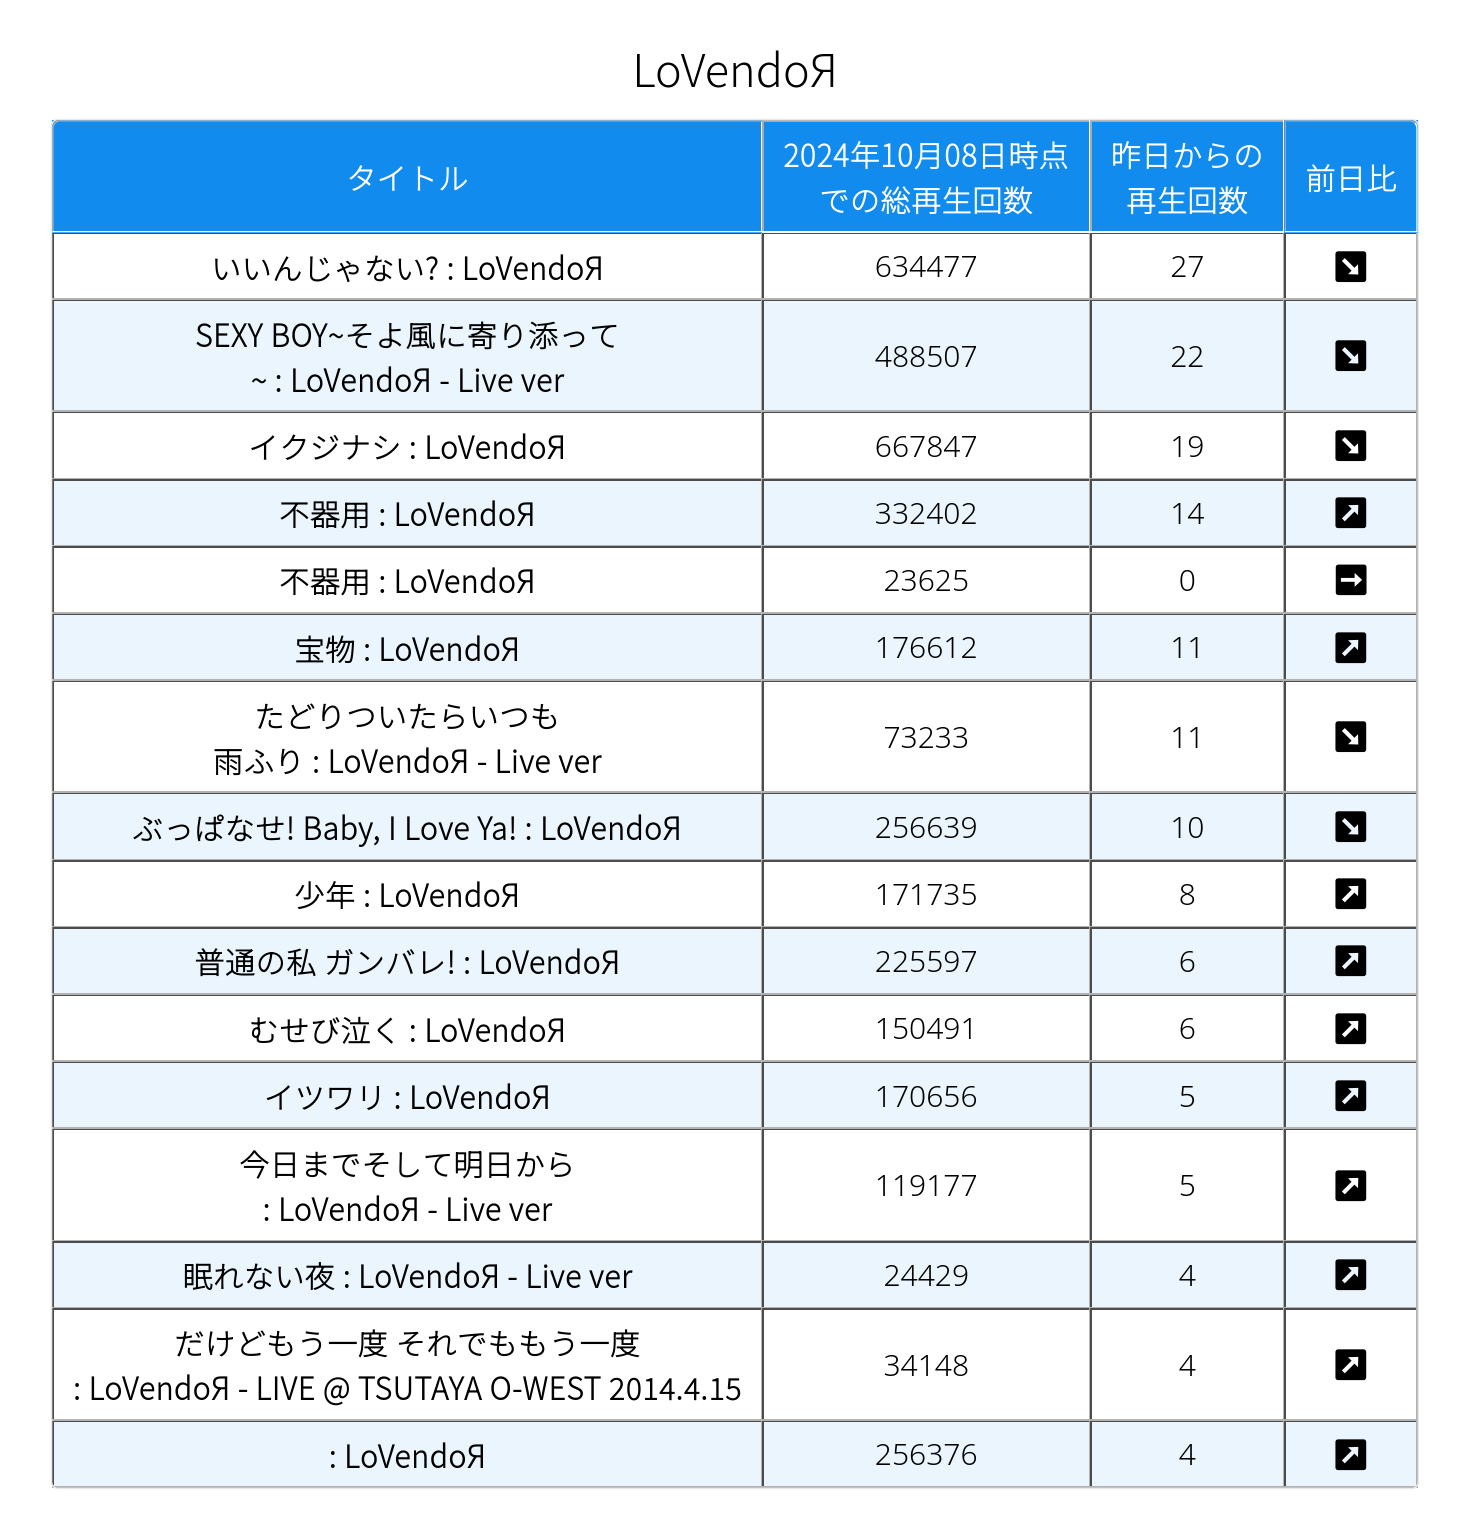 LoVendoЯ
タイトル
2024年10月08日時点
での総再生回数
昨日からの
再生回数
前日比
いいんじゃない? : LoVendoЯ 634477 27
SEXY BOY~そよ風に寄り添って
~ : LoVendoЯ - Live ver 488507 22
イクジナシ : LoVendoЯ 667847 19
不器用 : LoVendoЯ 332402 14
不器用 : LoVendoЯ 23625 0
宝物 : LoVendoЯ 176612 11
たどりついたらいつも
雨ふり : LoVendoЯ - Live ver 73233 11
ぶっぱなせ! Baby, I Love Ya! : LoVendoЯ 256639 10
少年 : LoVendoЯ 171735 8
普通の私 ガンバレ! : LoVendoЯ 225597 6
むせび泣く : LoVendoЯ 150491 6
イツワリ : LoVendoЯ 170656 5
今日までそして明日から
: LoVendoЯ - Live ver 119177 5
眠れない夜 : LoVendoЯ - Live ver 24429 4
だけどもう一度 それでももう一度
: LoVendoЯ - LIVE @ TSUTAYA O-WEST 2014.4.15 34148 4
: LoVendoЯ 256376 4